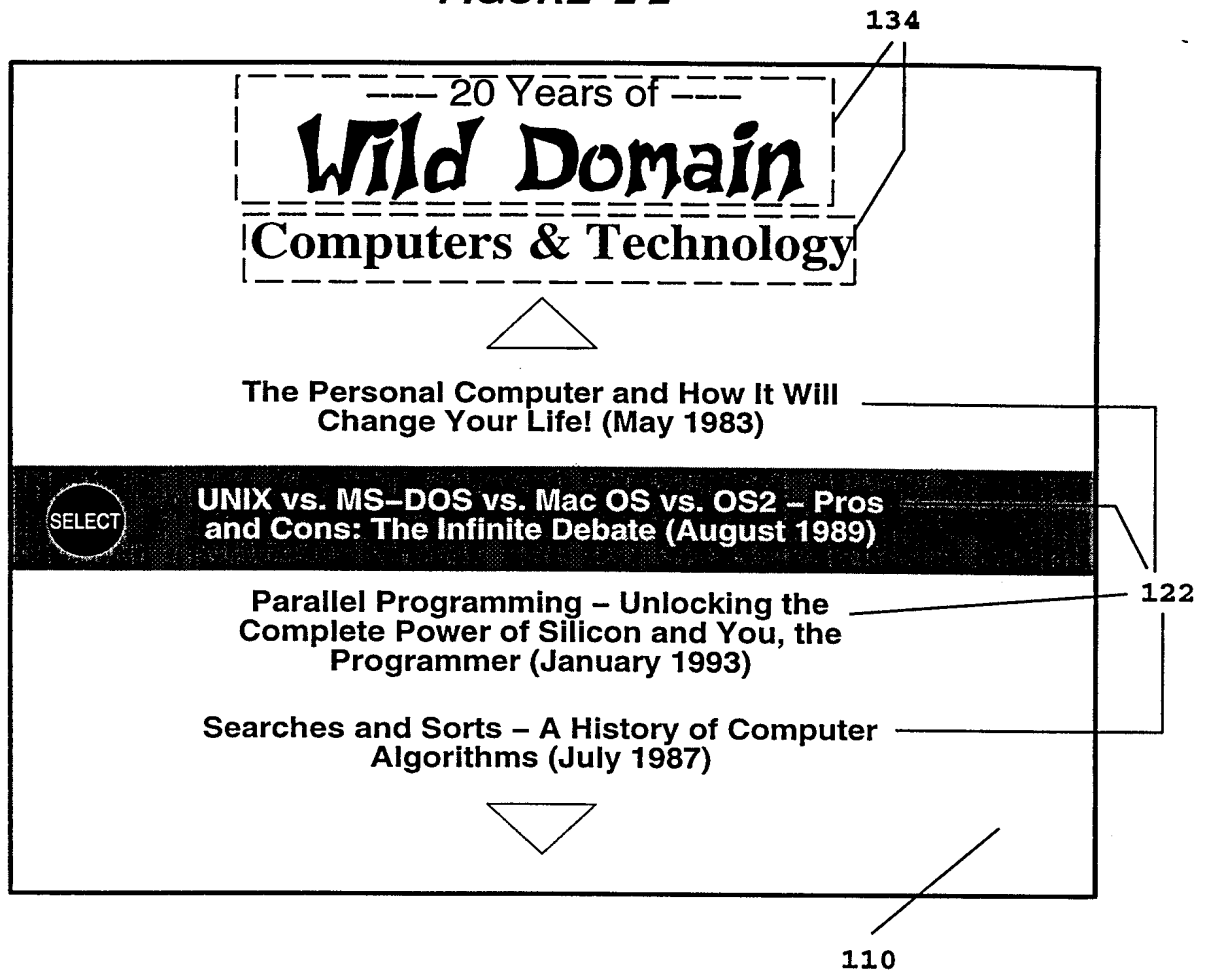 134
--- 20 Years of ---
Wild Domain
Computers & Technology
The Personal Computer and How It Will
Change Your Life! (May 1983)
SELECT
UNIX vs. MS–DOS vs. Mac OS vs. OS2 – Pros
and Cons: The Infinite Debate (August 1989)
122
Parallel Programming – Unlocking the
Complete Power of Silicon and You, the
Programmer (January 1993)
Searches and Sorts – A History of Computer
Algorithms (July 1987)
110